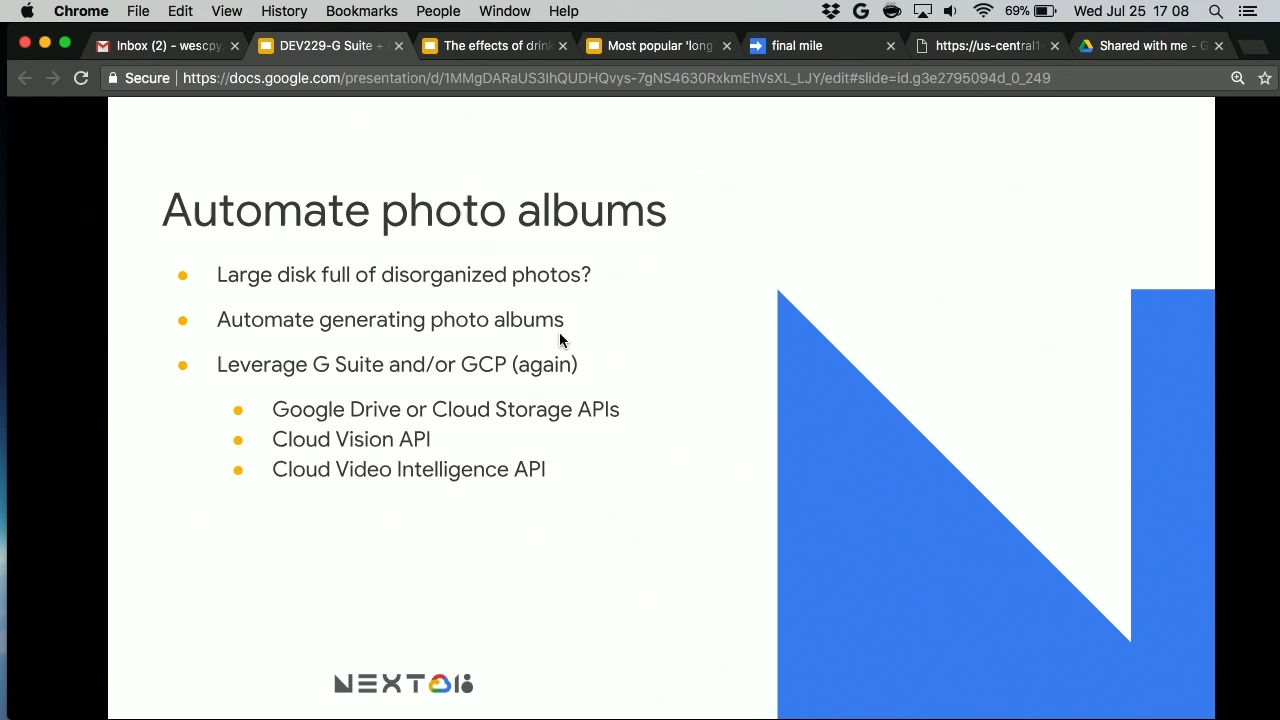 Chrome File Edit View History Bookmarks People Window Help 69% Wed Jul 25 17 08
Inbox (2) - wescpy DEV229-G Suite + The effects of drin Most popular 'long final mile https://us-central1- Shared with me - G
Secure https://docs.google.com/presentation/d/1MMgDARaUS3IhQUDHQvys-7gNS4630RxkmEhVsXL_LJY/edit#slide=id.g3e2795094d_0_249
Automate photo albums
Large disk full of disorganized photos?
Automate generating photo albums
Leverage G Suite and/or GCP (again)
Google Drive or Cloud Storage APIs
Cloud Vision API
Cloud Video Intelligence API
NEXT 18